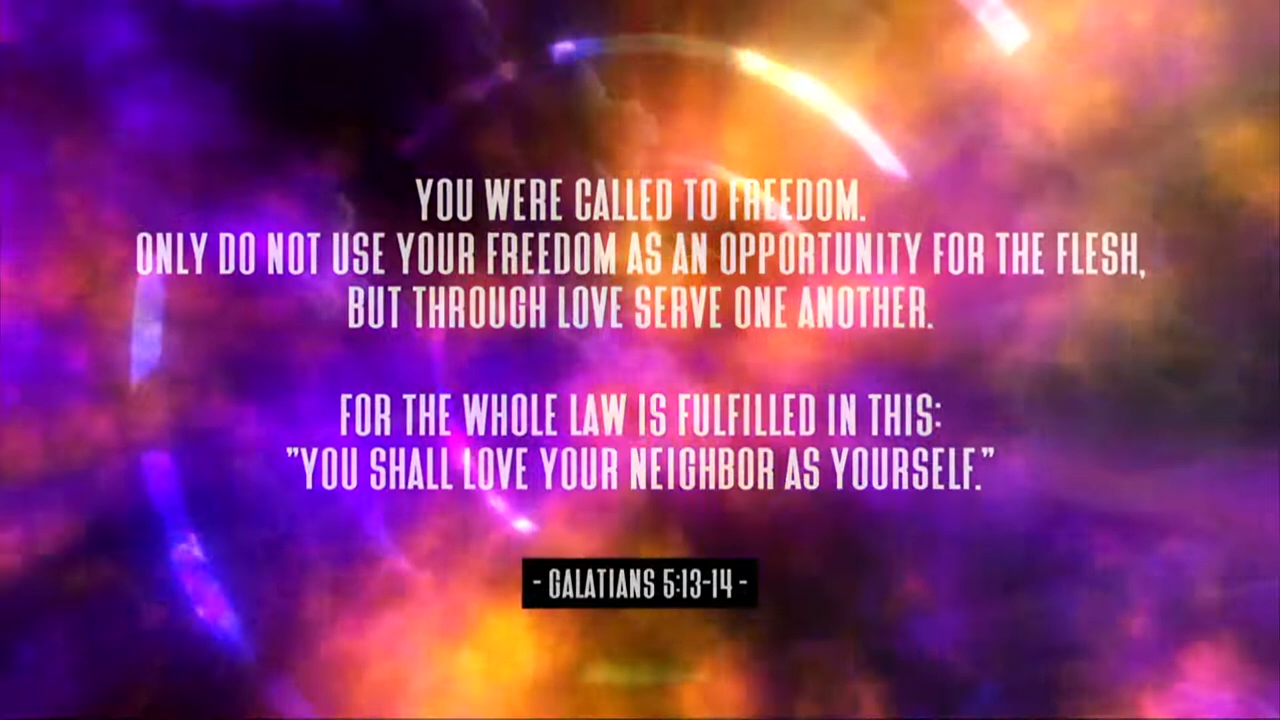 YOU WERE CALLED TO FREEDOM.
ONLY DO NOT USE YOUR FREEDOM AS AN OPPORTUNITY FOR THE FLESH,
BUT THROUGH LOVE SERVE ONE ANOTHER.
FOR THE WHOLE LAW IS FULFILLED IN THIS:
"YOU SHALL LOVE YOUR NEIGHBOR AS YOURSELF."
- GALATIANS 5:13-14 -